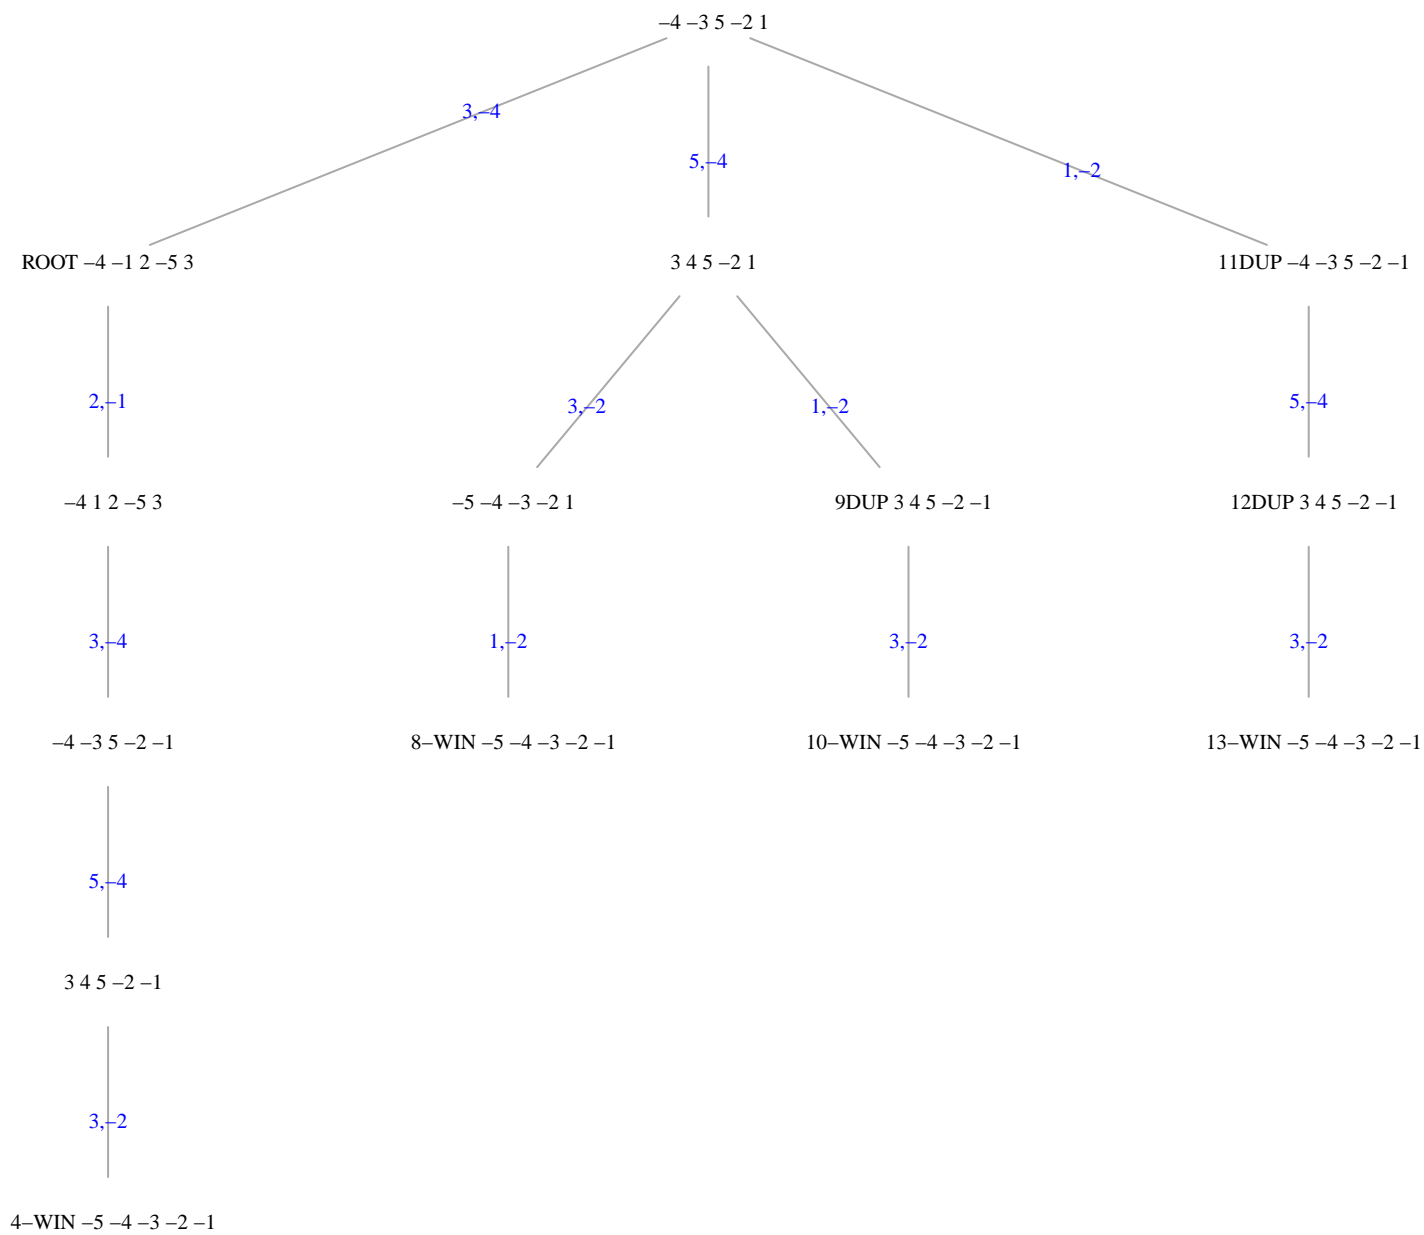 −4 −3 5 −2 1
3,−4
5,−4
1,−2
ROOT −4 −1 2 −5 3
3 4 5 −2 1
11DUP −4 −3 5 −2 −1
2,−1
3,−2
1,−2
5,−4
−4 1 2 −5 3
−5 −4 −3 −2 1
9DUP 3 4 5 −2 −1
12DUP 3 4 5 −2 −1
3,−4
1,−2
3,−2
3,−2
−4 −3 5 −2 −1
8−WIN −5 −4 −3 −2 −1
10−WIN −5 −4 −3 −2 −1
13−WIN −5 −4 −3 −2 −1
5,−4
3 4 5 −2 −1
3,−2
4−WIN −5 −4 −3 −2 −1